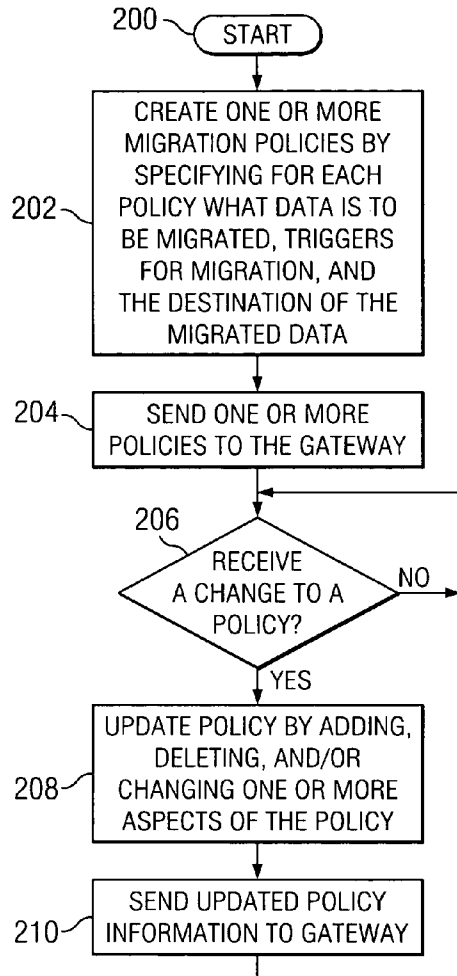 200
START
202
CREATE ONE OR MORE
MIGRATION POLICIES BY
SPECIFYING FOR EACH
POLICY WHAT DATA IS TO
BE MIGRATED, TRIGGERS
FOR MIGRATION, AND
THE DESTINATION OF THE
MIGRATED DATA
204
SEND ONE OR MORE
POLICIES TO THE GATEWAY
206
RECEIVE
A CHANGE TO A
POLICY?
NO
YES
208
UPDATE POLICY BY ADDING,
DELETING, AND/OR
CHANGING ONE OR MORE
ASPECTS OF THE POLICY
210
SEND UPDATED POLICY
INFORMATION TO GATEWAY